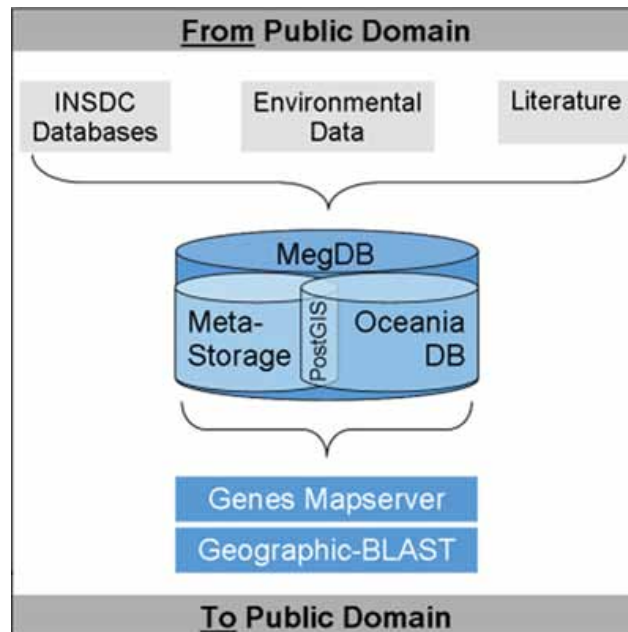 From Public Domain
INSDC
Databases
Environmental
Data
Literature
MegDB
Meta-
Storage
PostGIS
Oceania
DB
Genes Mapserver
Geographic-BLAST
To Public Domain